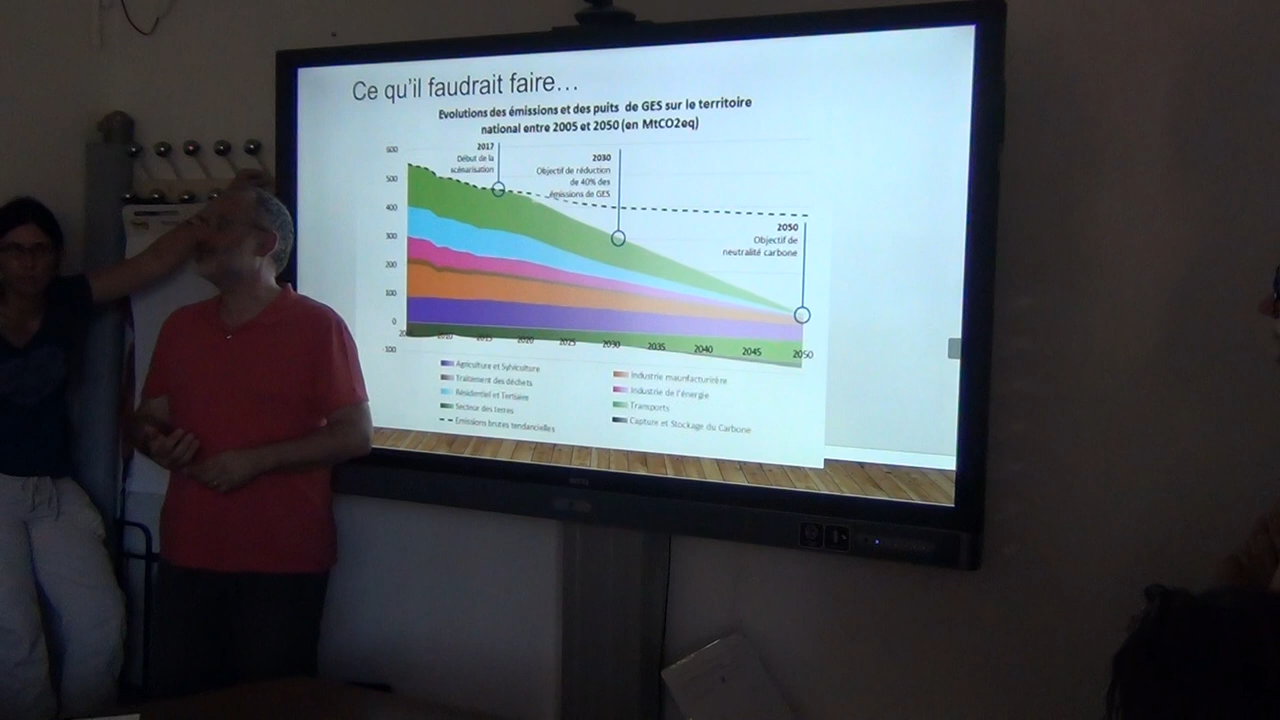 Ce qu'il faudrait faire…
Evolutions des émissions et des puits de GES sur le territoire
national entre 2005 et 2050 (en MtCO2eq)
600
500
400
300
200
100
0
-100
2017
Début de la
scénarisation
2030
Objectif de réduction
de 40% des
émissions de GES
2050
Objectif de
neutralité carbone
2010 2015 2020 2025 2030 2035 2040 2045 2050
Agriculture et Sylviculture
Traitement des déchets
Résidentiel et Tertiaire
Secteur des terres
Emissions brutes tendancielles
Industrie de l'énergie
Transports
Capture et Stockage du Carbone